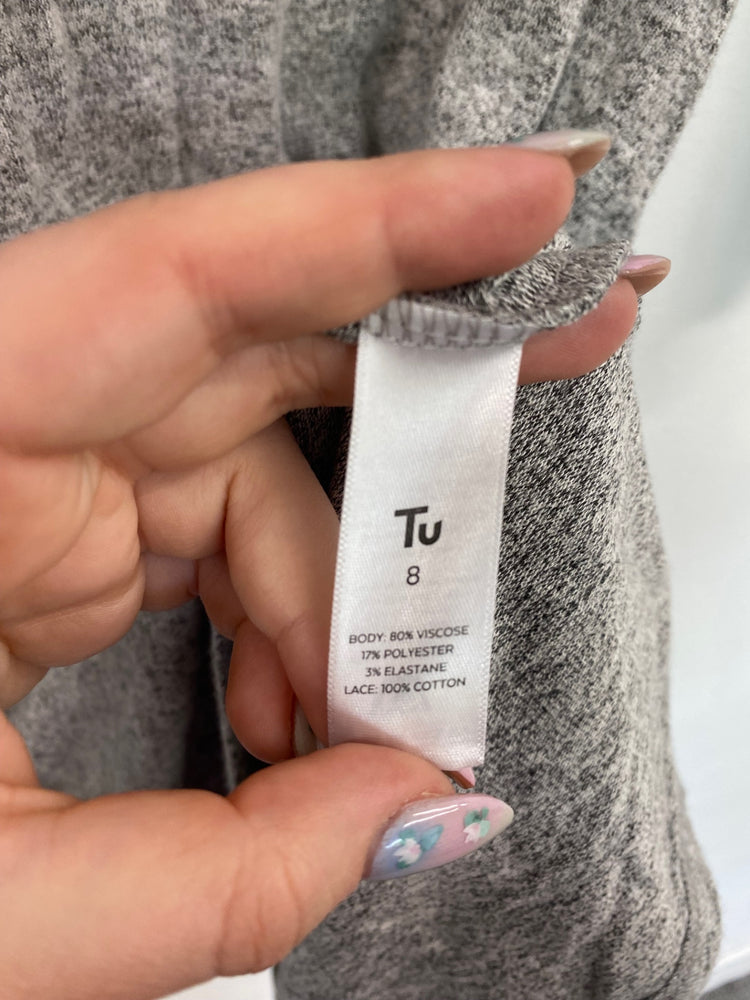 Tu
8
BODY: 80% VISCOSE
17% POLYESTER
3% ELASTANE
LACE: 100% COTTON